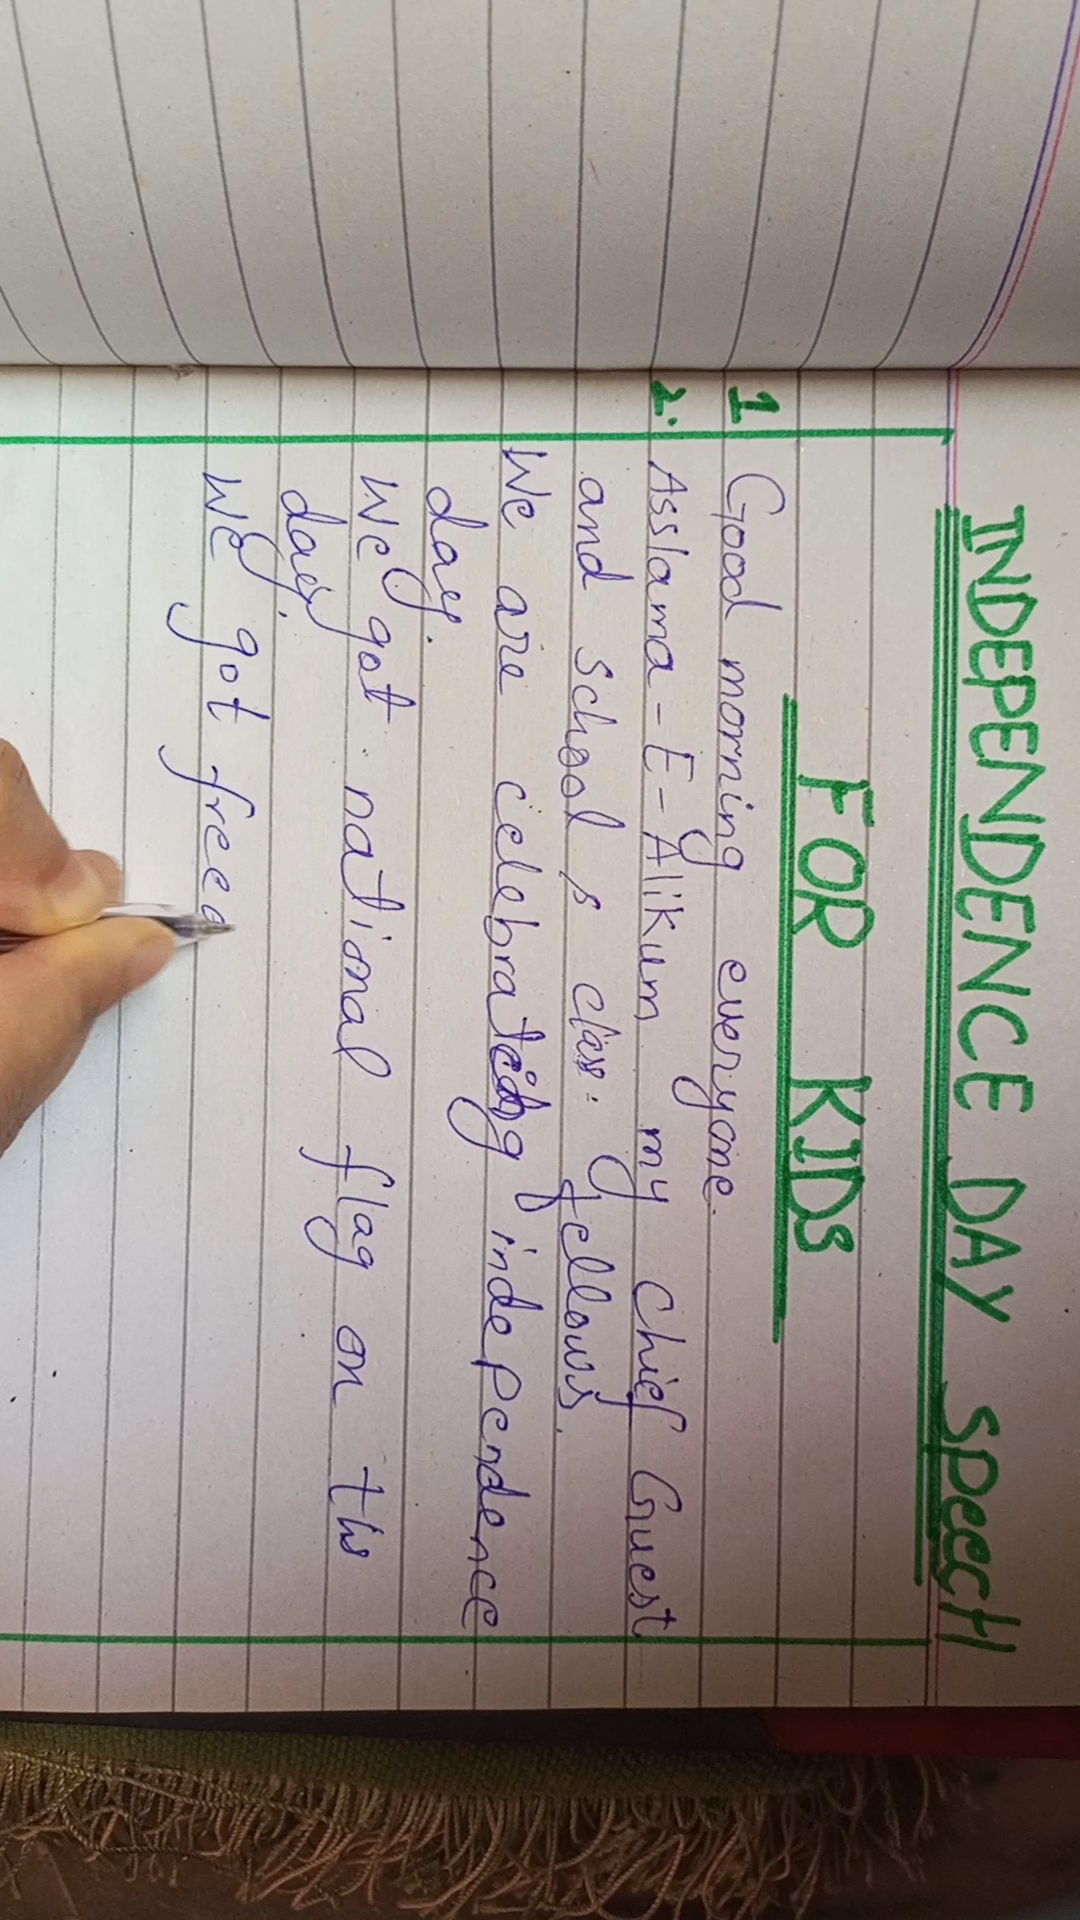 INDEPENDENCE DAY SPEECH
FOR KIDS
1 Good morning everyone.
2. Asslama-E-Alikum my Chief Guest
and school s class fellows.
We are celebrating independence
day.
We got national flag on this
day.
We got freed